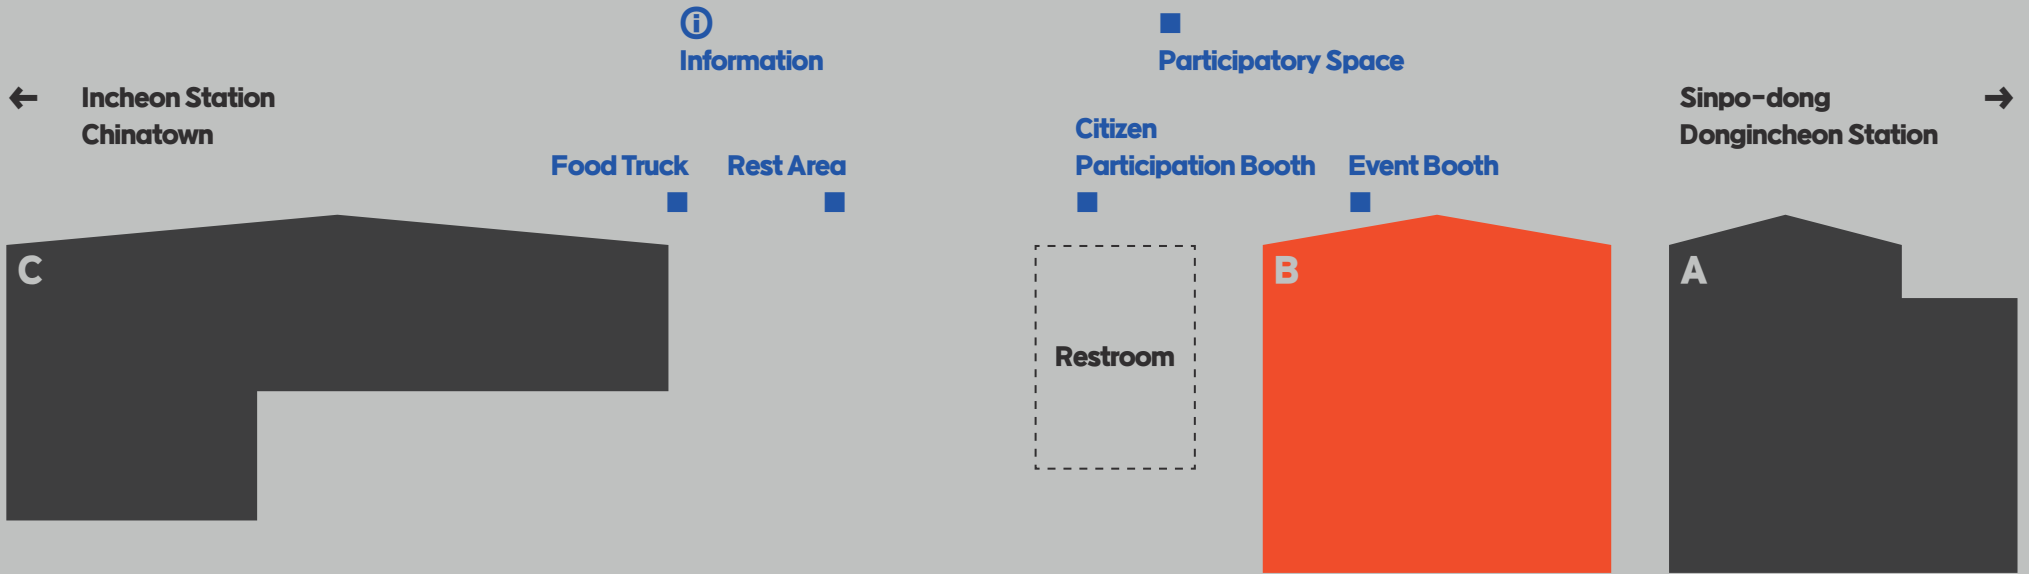 Information
Participatory Space
← Incheon Station
Chinatown
Sinpo-dong →
Dongincheon Station
Citizen
Participation Booth
Food Truck
Rest Area
Event Booth
C
B
A
Restroom